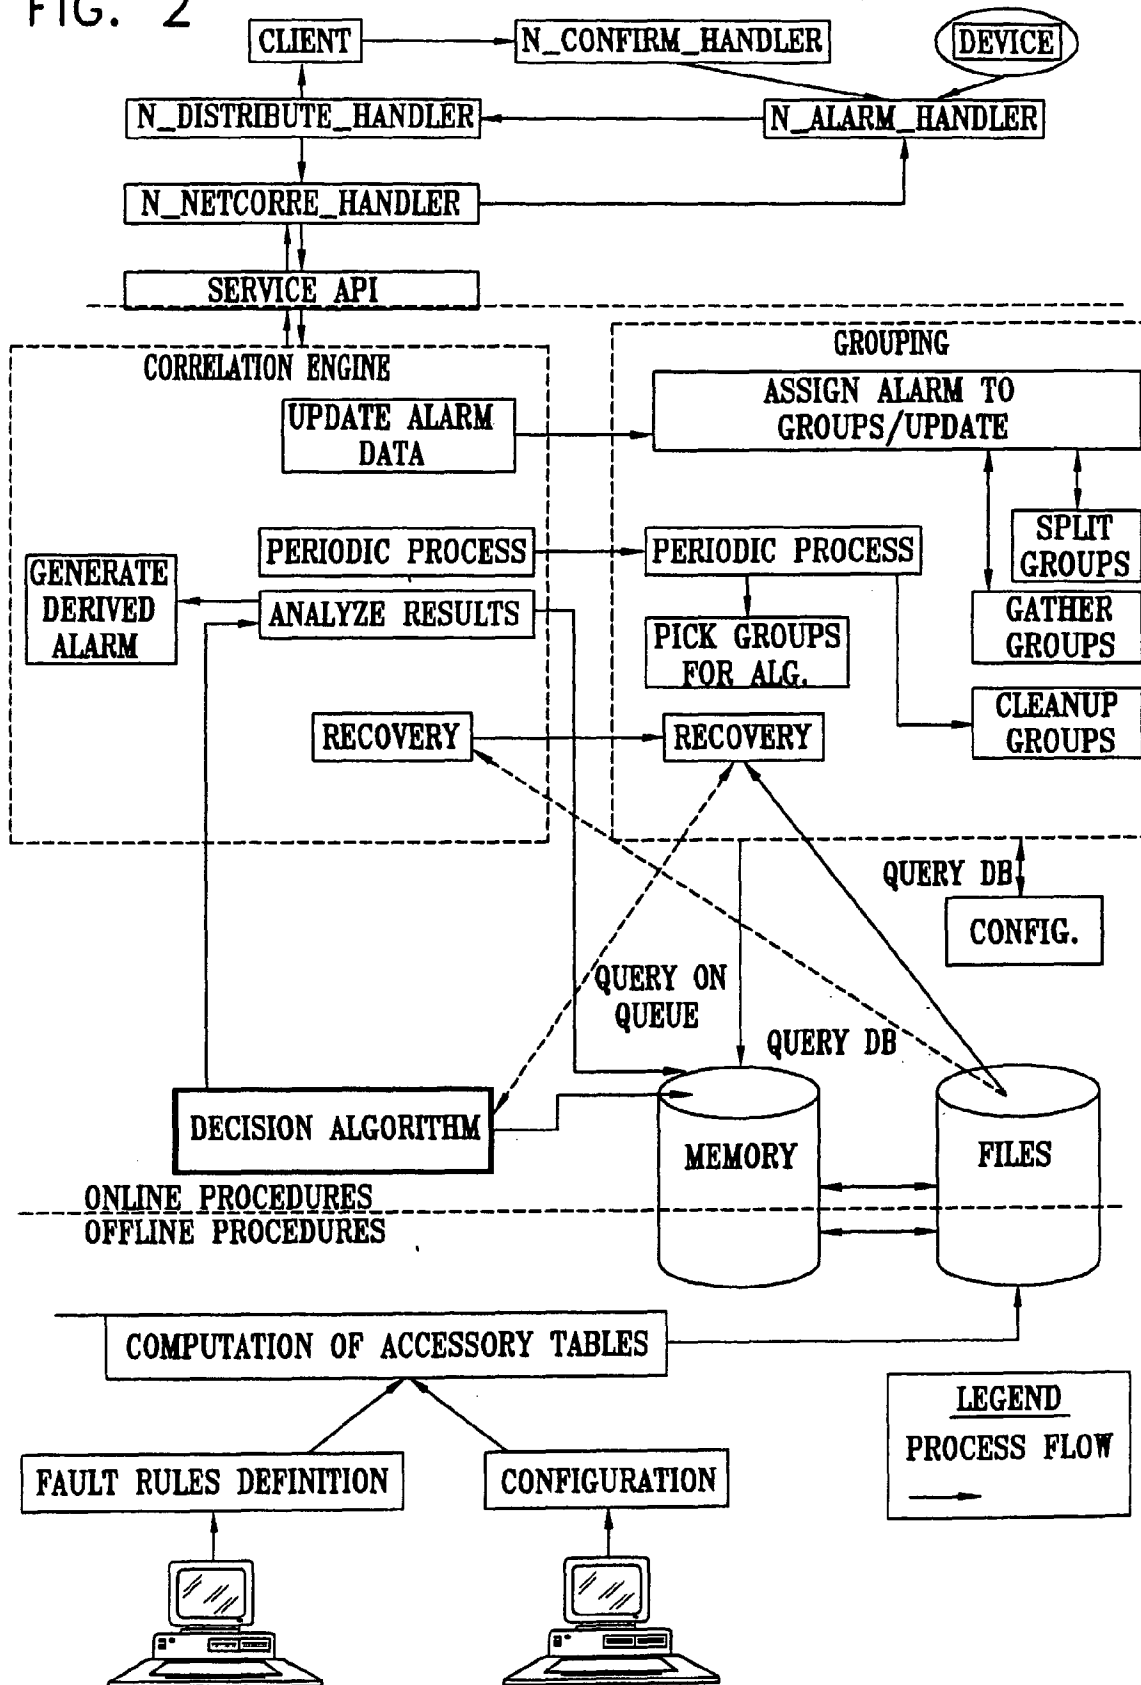 FIG. 2
CLIENT
N_CONFIRM_HANDLER
DEVICE
N_DISTRIBUTE_HANDLER
N_ALARM_HANDLER
N_NETCORRE_HANDLER
SERVICE API
CORRELATION ENGINE
UPDATE ALARM
DATA
PERIODIC PROCESS
GENERATE
DERIVED
ALARM
ANALYZE RESULTS
RECOVERY
GROUPING
ASSIGN ALARM TO
GROUPS/UPDATE
SPLIT
GROUPS
PERIODIC PROCESS
GATHER
GROUPS
PICK GROUPS
FOR ALG.
CLEANUP
GROUPS
RECOVERY
QUERY DB
CONFIG.
QUERY ON
QUEUE
QUERY DB
DECISION ALGORITHM
MEMORY
FILES
ONLINE PROCEDURES
OFFLINE PROCEDURES
COMPUTATION OF ACCESSORY TABLES
LEGEND
PROCESS FLOW
FAULT RULES DEFINITION
CONFIGURATION